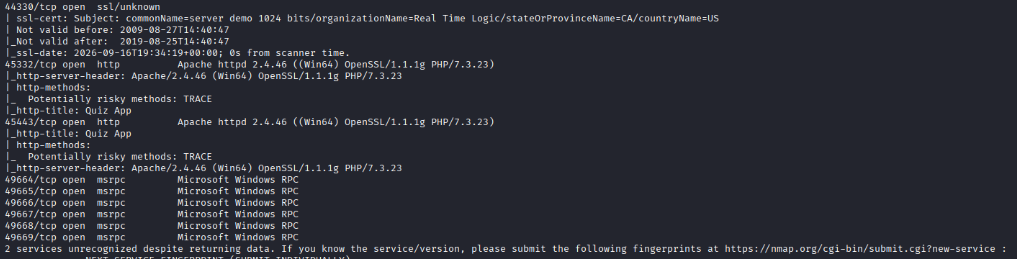 44330/tcp open  ssl/unknown
| ssl-cert: Subject: commonName=server demo 1024 bits/organizationName=Real Time Logic/stateOrProvinceName=CA/countryName=US
| Not valid before: 2009-08-27T14:40:47
|_Not valid after:  2019-08-25T14:40:47
|_ssl-date: 2026-09-16T19:34:19+00:00; 0s from scanner time.
45332/tcp open  http          Apache httpd 2.4.46 ((Win64) OpenSSL/1.1.1g PHP/7.3.23)
|_http-server-header: Apache/2.4.46 (Win64) OpenSSL/1.1.1g PHP/7.3.23
| http-methods:
|_  Potentially risky methods: TRACE
|_http-title: Quiz App
45443/tcp open  http          Apache httpd 2.4.46 ((Win64) OpenSSL/1.1.1g PHP/7.3.23)
|_http-title: Quiz App
| http-methods:
|_  Potentially risky methods: TRACE
|_http-server-header: Apache/2.4.46 (Win64) OpenSSL/1.1.1g PHP/7.3.23
49664/tcp open  msrpc         Microsoft Windows RPC
49665/tcp open  msrpc         Microsoft Windows RPC
49666/tcp open  msrpc         Microsoft Windows RPC
49667/tcp open  msrpc         Microsoft Windows RPC
49668/tcp open  msrpc         Microsoft Windows RPC
49669/tcp open  msrpc         Microsoft Windows RPC
2 services unrecognized despite returning data. If you know the service/version, please submit the following fingerprints at https://nmap.org/cgi-bin/submit.cgi?new-service :
NEXT SERVICE FINGERPRINT (SUBMIT INDIVIDUALLY)